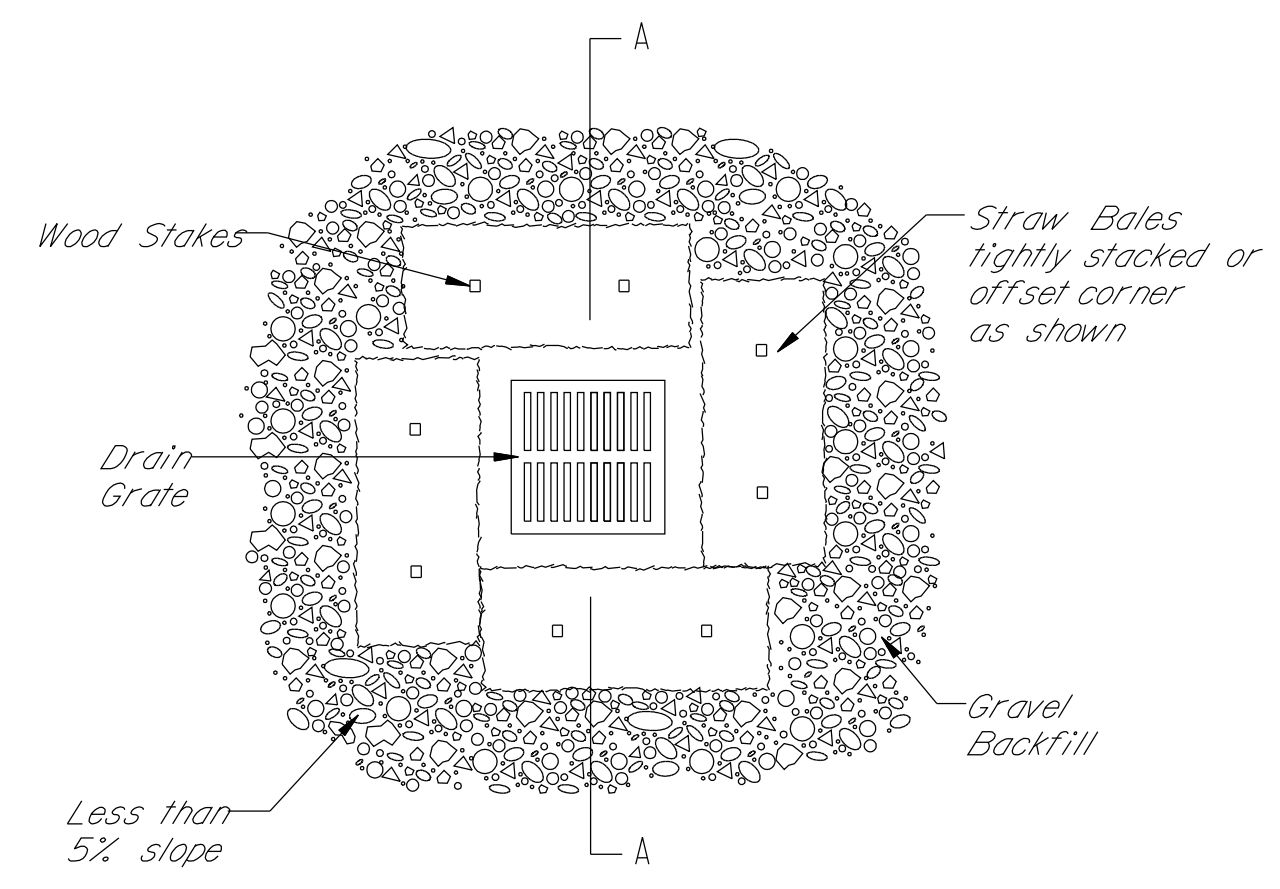 A
Wood Stakes
Straw Bales
tightly stacked or
offset corner
as shown
Drain
Grate
Gravel
Backfill
Less than
5% slope
A